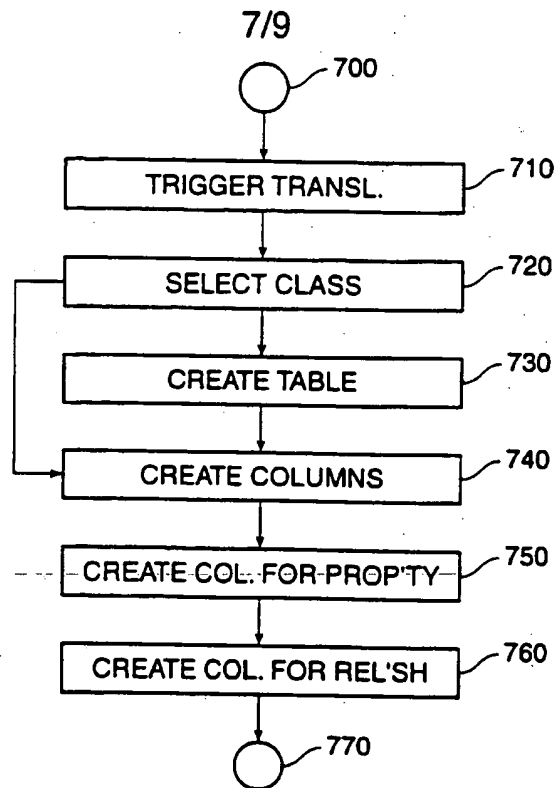 7/9
700
TRIGGER TRANSL.
710
SELECT CLASS
720
CREATE TABLE
730
CREATE COLUMNS
740
CREATE COL. FOR PROP'TY
750
CREATE COL. FOR REL'SH
760
770